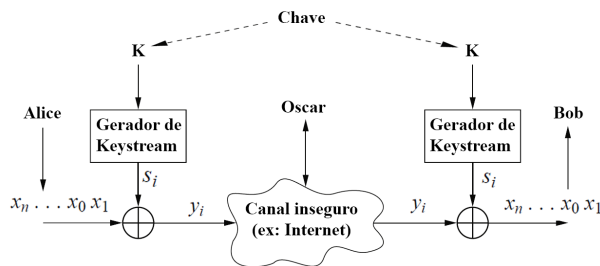 Chave
K
K
Alice
Oscar
Bob
Gerador de
Keystream
Gerador de
Keystream
s_i
s_i
x_n . . . x_0 x_1
y_i
Canal inseguro
(ex: Internet)
y_i
x_n . . . x_0 x_1